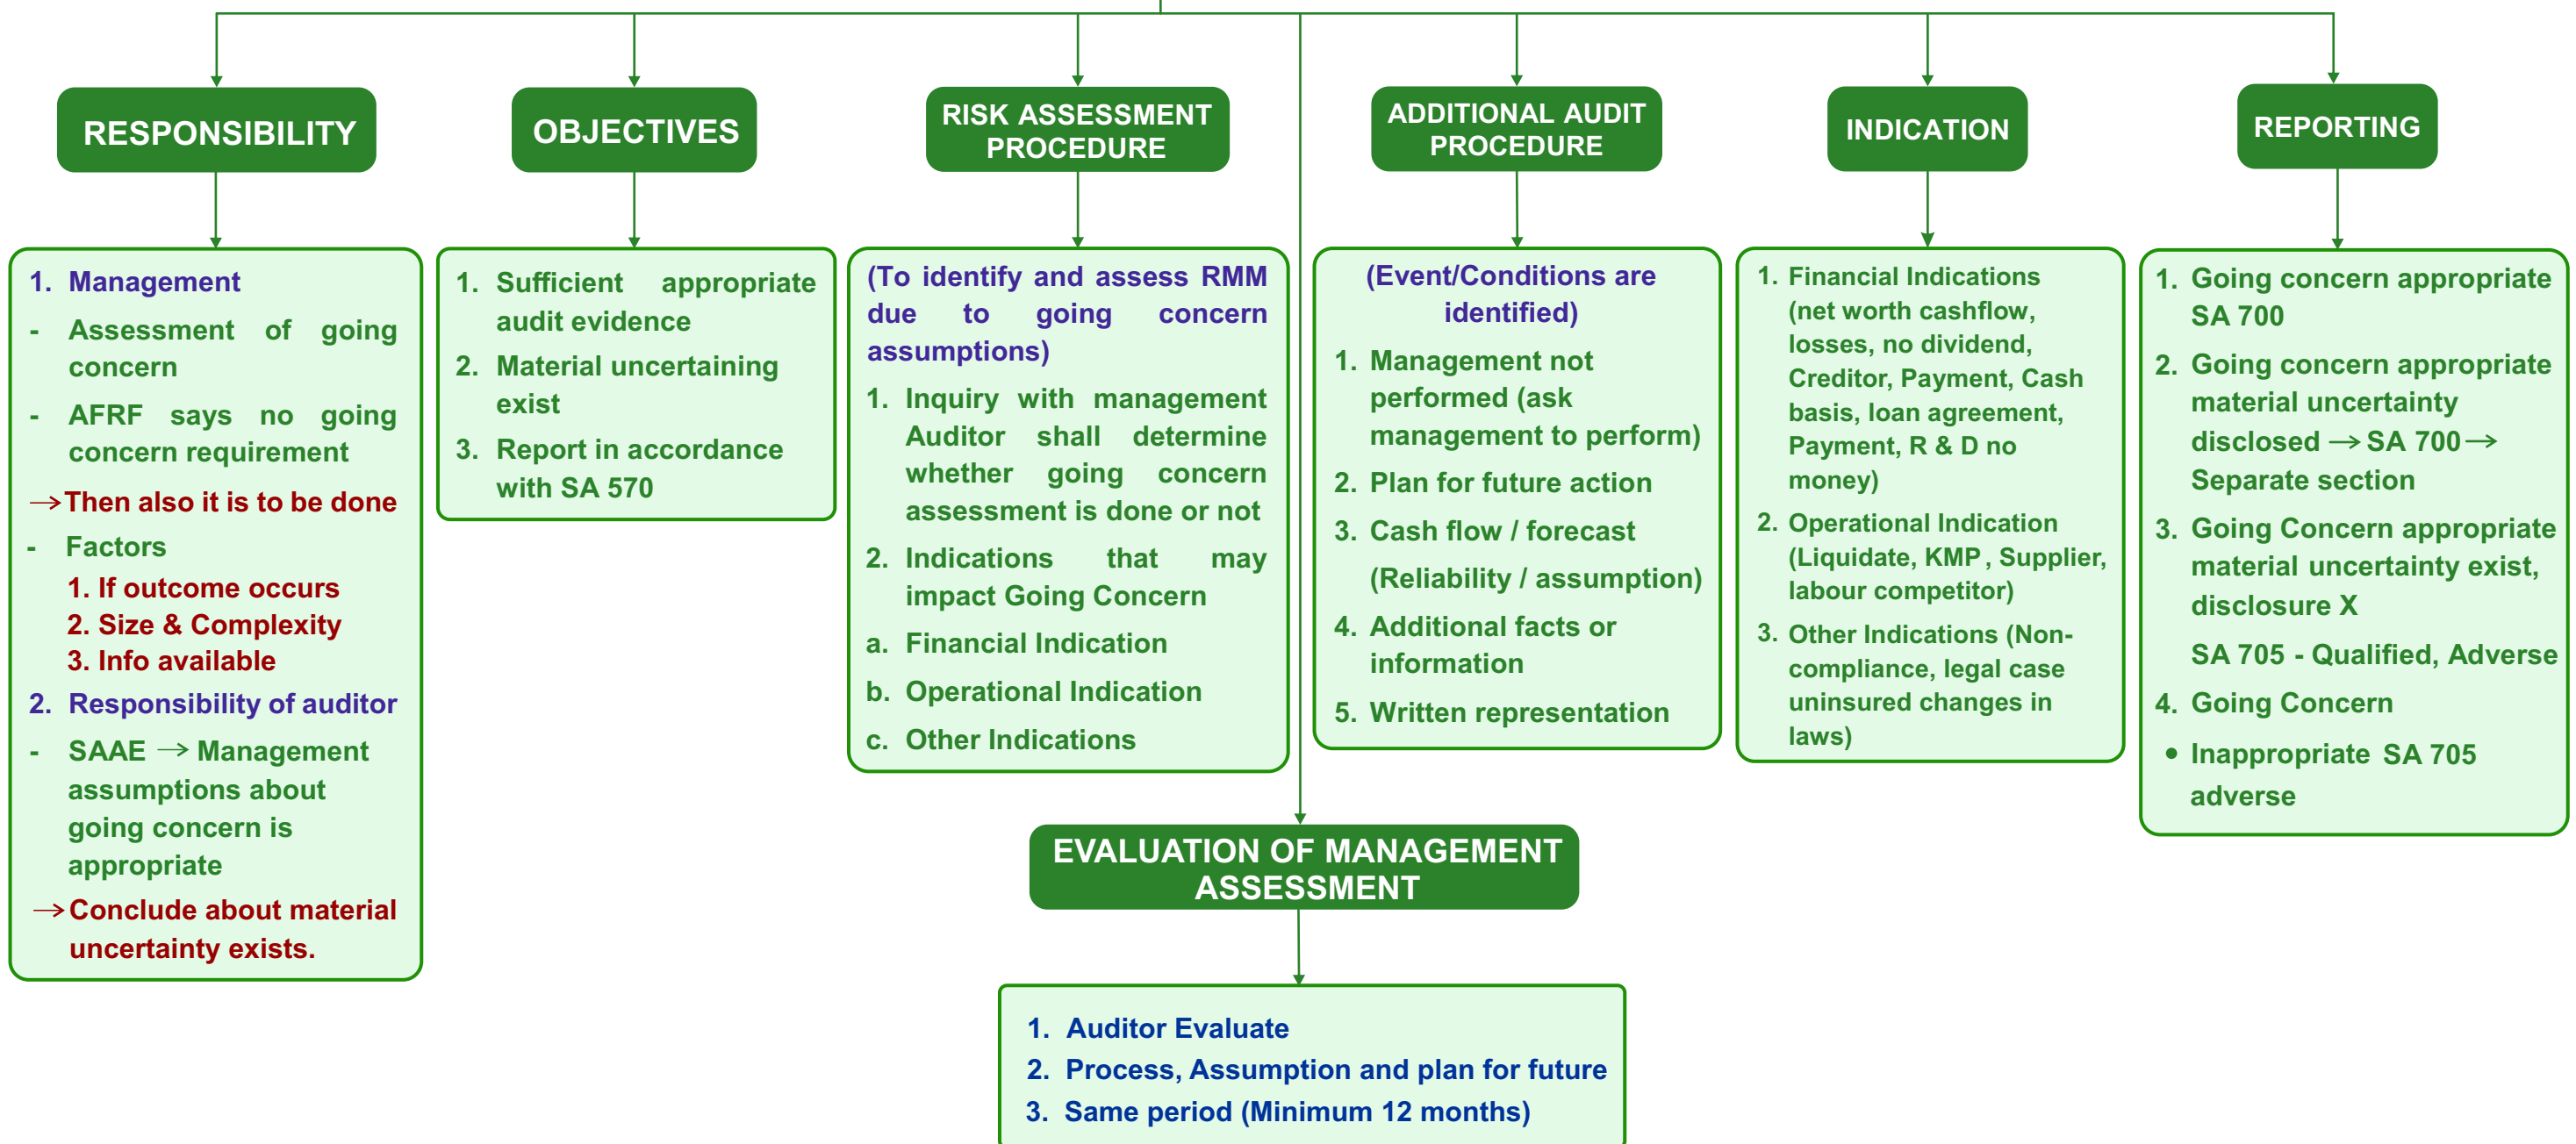 RESPONSIBILITY
1. Management
- Assessment of going
concern
- AFRF says no going
concern requirement
→ Then also it is to be done
- Factors
1. If outcome occurs
2. Size & Complexity
3. Info available
2. Responsibility of auditor
- SAAE → Management
assumptions about
going concern is
appropriate
→ Conclude about material
uncertainty exists.
OBJECTIVES
1. Sufficient appropriate
audit evidence
2. Material uncertaining
exist
3. Report in accordance
with SA 570
RISK ASSESSMENT
PROCEDURE
(To identify and assess RMM
due to going concern
assumptions)
1. Inquiry with management
Auditor shall determine
whether going concern
assessment is done or not
2. Indications that may
impact Going Concern
a. Financial Indication
b. Operational Indication
c. Other Indications
ADDITIONAL AUDIT
PROCEDURE
(Event/Conditions are
identified)
1. Management not
performed (ask
management to perform)
2. Plan for future action
3. Cash flow / forecast
(Reliability / assumption)
4. Additional facts or
information
5. Written representation
INDICATION
1. Financial Indications
(net worth cashflow,
losses, no dividend,
Creditor, Payment, Cash
basis, loan agreement,
Payment, R & D no
money)
2. Operational Indication
(Liquidate, KMP, Supplier,
labour competitor)
3. Other Indications (Non-
compliance, legal case
uninsured changes in
laws)
REPORTING
1. Going concern appropriate
SA 700
2. Going concern appropriate
material uncertainty
disclosed → SA 700 →
Separate section
3. Going Concern appropriate
material uncertainty exist,
disclosure X
SA 705 - Qualified, Adverse
4. Going Concern
• Inappropriate SA 705
adverse
EVALUATION OF MANAGEMENT
ASSESSMENT
1. Auditor Evaluate
2. Process, Assumption and plan for future
3. Same period (Minimum 12 months)